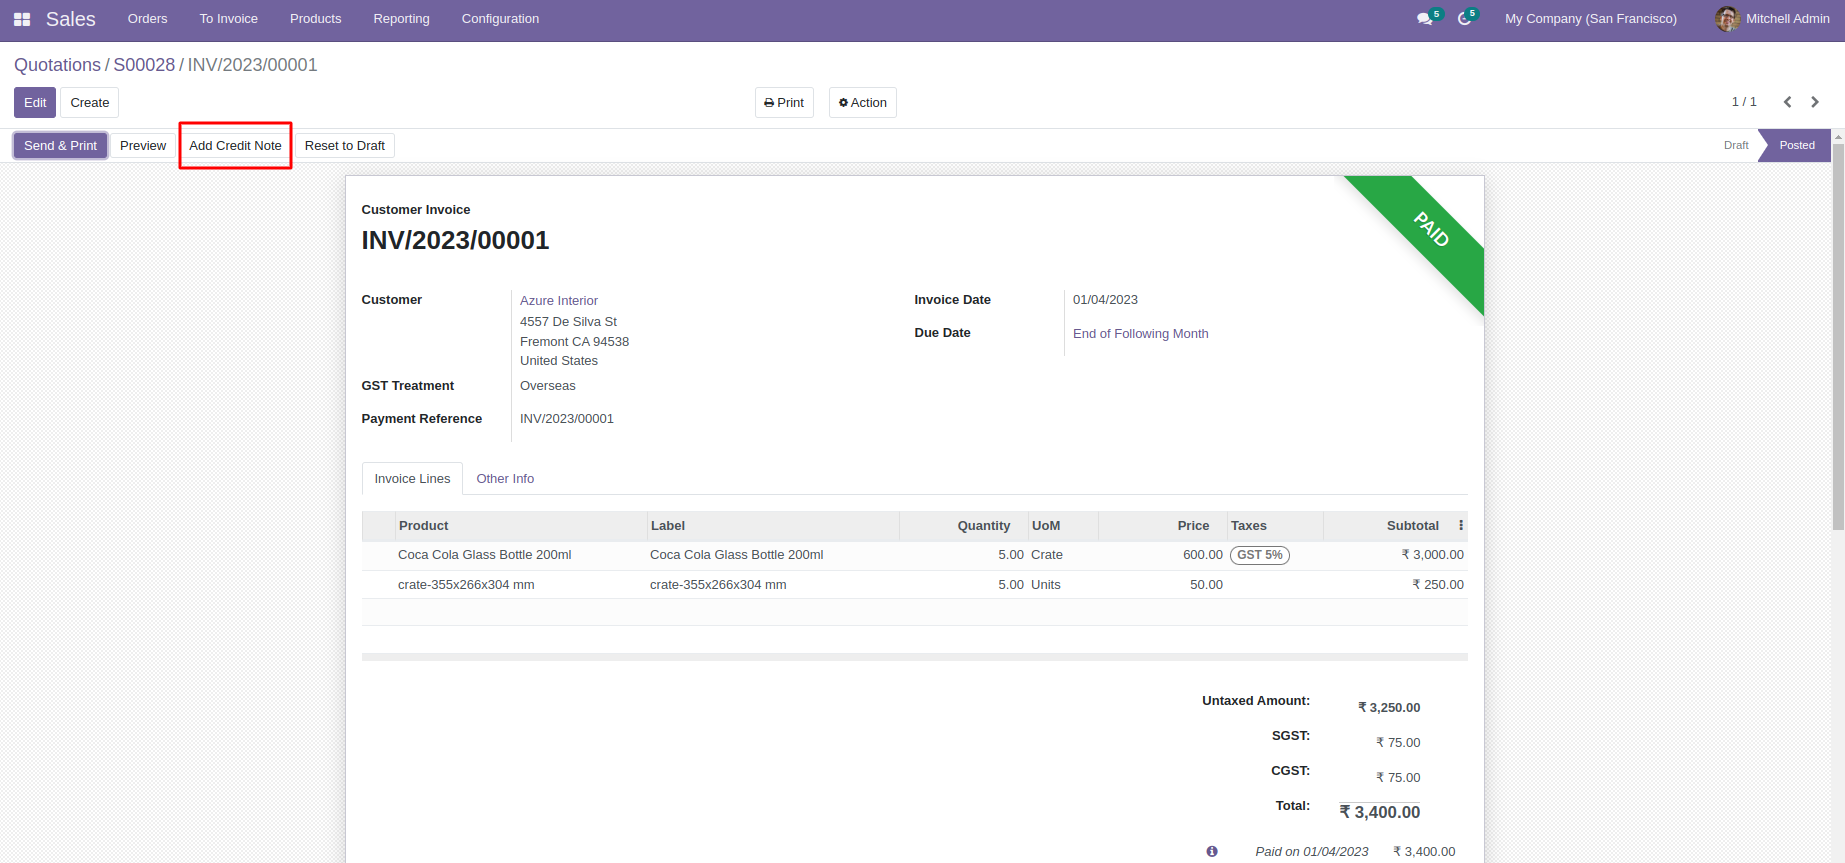 Sales Orders To Invoice Products Reporting Configuration 5 5 My Company (San Francisco) Mitchell Admin
Quotations / S00028 / INV/2023/00001
Edit Create Print Action 1 / 1
Send & Print Preview Add Credit Note Reset to Draft Draft Posted
PAID
Customer Invoice
INV/2023/00001
Customer Azure Interior Invoice Date 01/04/2023
4557 De Silva St
Due Date End of Following Month
Fremont CA 94538
United States
GST Treatment Overseas
Payment Reference INV/2023/00001
Invoice Lines Other Info
Product Label Quantity UoM Price Taxes Subtotal
Coca Cola Glass Bottle 200ml Coca Cola Glass Bottle 200ml 5.00 Crate 600.00 GST 5% ₹ 3,000.00
crate-355x266x304 mm crate-355x266x304 mm 5.00 Units 50.00 ₹ 250.00
Untaxed Amount: ₹ 3,250.00
SGST: ₹ 75.00
CGST: ₹ 75.00
Total: ₹ 3,400.00
Paid on 01/04/2023 ₹ 3,400.00